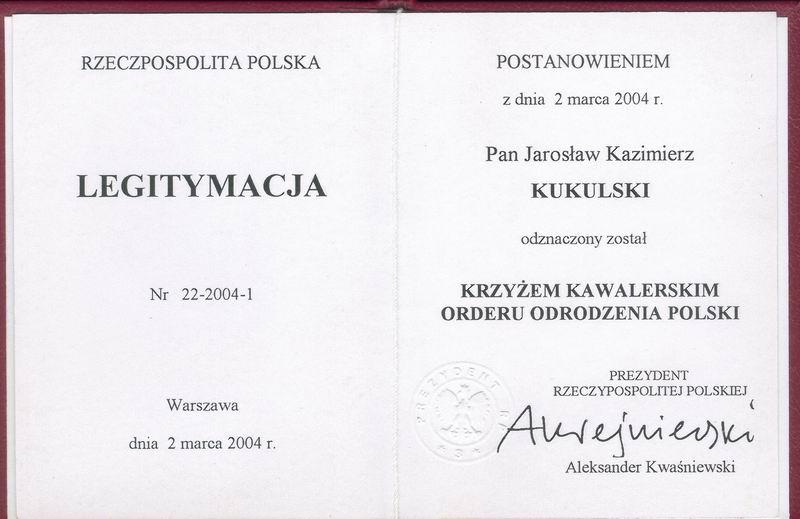 RZECZPOSPOLITA POLSKA
LEGITYMACJA
Nr 22-2004-1
Warszawa
dnia 2 marca 2004 r.
POSTANOWIENIEM
z dnia 2 marca 2004 r.
Pan Jarosław Kazimierz
KUKULSKI
odznaczony został
KRZYŻEM KAWALERSKIM
ORDERU ODRODZENIA POLSKI
PREZYDENT
RZECZYPOSPOLITEJ POLSKIEJ
Aleksander Kwaśniewski
PREZYDENT